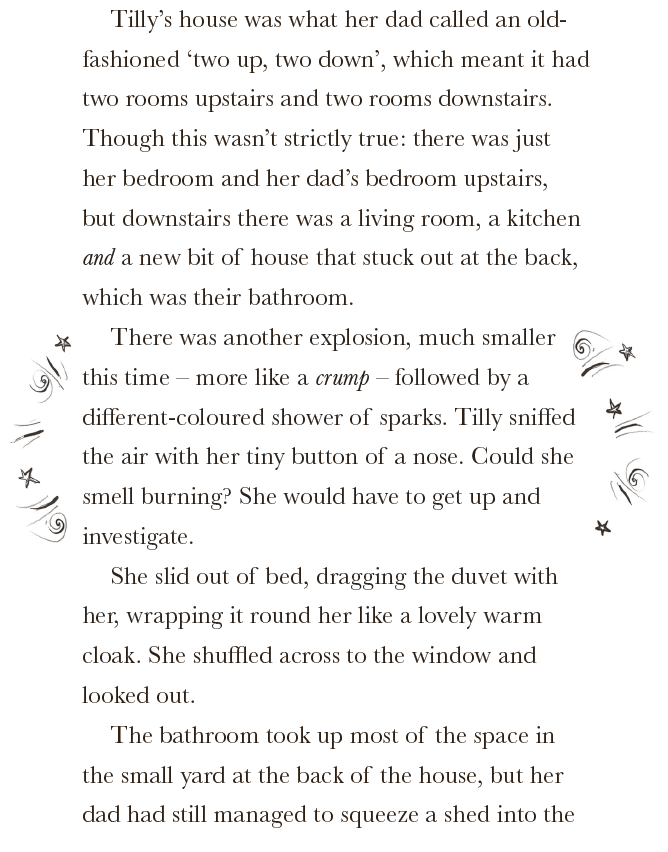 Tilly’s house was what her dad called an old-
fashioned ‘two up, two down’, which meant it had
two rooms upstairs and two rooms downstairs.
Though this wasn’t strictly true: there was just
her bedroom and her dad’s bedroom upstairs,
but downstairs there was a living room, a kitchen
and a new bit of house that stuck out at the back,
which was their bathroom.
There was another explosion, much smaller
this time – more like a crump – followed by a
different-coloured shower of sparks. Tilly sniffed
the air with her tiny button of a nose. Could she
smell burning? She would have to get up and
investigate.
She slid out of bed, dragging the duvet with
her, wrapping it round her like a lovely warm
cloak. She shuffled across to the window and
looked out.
The bathroom took up most of the space in
the small yard at the back of the house, but her
dad had still managed to squeeze a shed into the